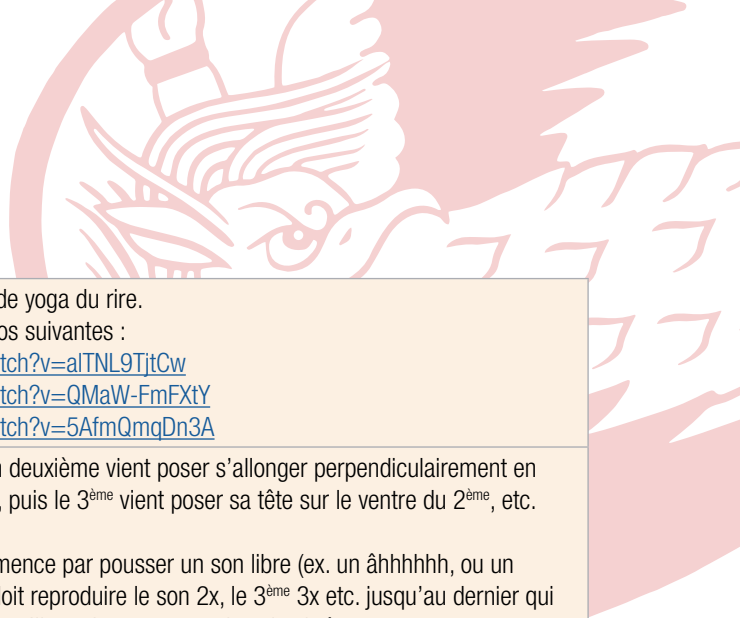 de yoga du rire.
os suivantes :
tch?v=alTNL9TjtCw
tch?v=QMaW-FmFXtY
tch?v=5AfmQmqDn3A
deuxième vient poser s’allonger perpendiculairement en
, puis le 3ème vient poser sa tête sur le ventre du 2ème, etc.
mence par pousser un son libre (ex. un âhhhhhh, ou un
doit reproduire le son 2x, le 3ème 3x etc. jusqu’au dernier qui